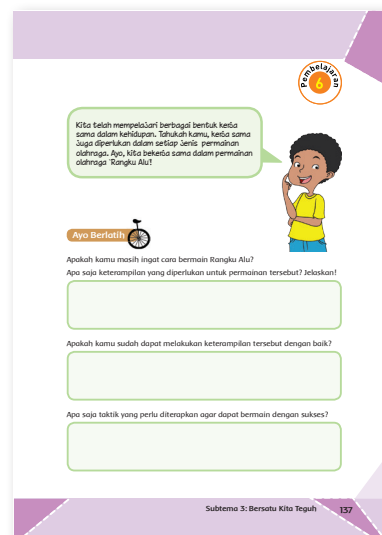 Pembelajaran
6
Kita telah mempelajari berbagai bentuk kerja
sama dalam kehidupan. Tahukah kamu, kerja sama
juga diperlukan dalam setiap jenis permainan
olahraga. Ayo, kita bekerja sama dalam permainan
olahraga 'Rangku Alu'!
Ayo Berlatih
Apakah kamu masih ingat cara bermain Rangku Alu?
Apa saja keterampilan yang diperlukan untuk permainan tersebut? Jelaskan!
Apakah kamu sudah dapat melakukan keterampilan tersebut dengan baik?
Apa saja taktik yang perlu diterapkan agar dapat bermain dengan sukses?
Subtema 3: Bersatu Kita Teguh
137